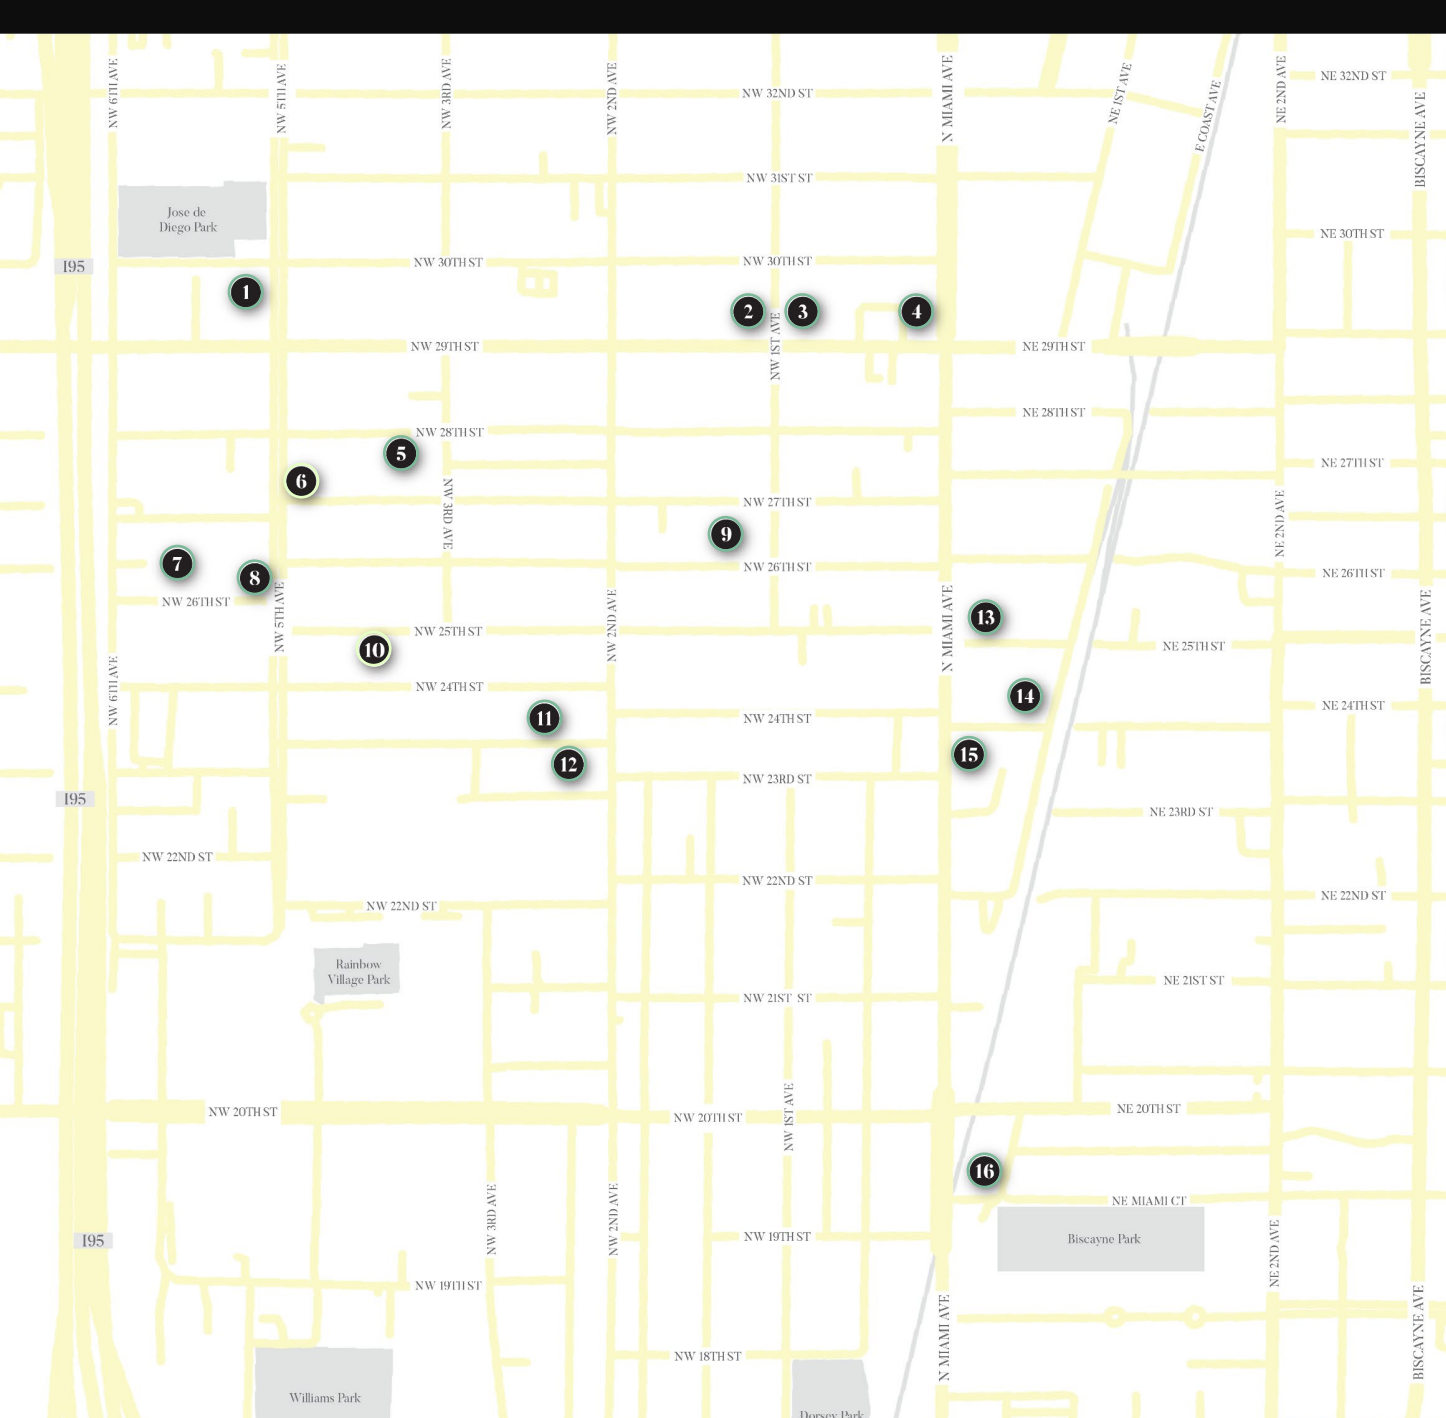 NW 6TH AVE
NW 5TH AVE
NW 3RD AVE
NW 2ND AVE
NW 32ND ST
N MIAMI AVE
NE 1ST AVE
E COAST AVE
NE 2ND AVE
NE 32ND ST
BISCAYNE AVE
NW 31ST ST
Jose de
Diego Park
NE 30TH ST
I95
NW 30TH ST
NW 30TH ST
1
2
3
4
NW 1ST AVE
NW 29TH ST
NE 29TH ST
NE 28TH ST
NW 28TH ST
5
NE 27TH ST
6
NW 3RD AVE
NW 27TH ST
NE 2ND AVE
9
7
8
NW 26TH ST
NE 26TH ST
NW 26TH ST
NW 5TH AVE
NW 2ND AVE
N MIAMI AVE
13
BISCAYNE AVE
NW 25TH ST
10
NE 25TH ST
NW 6TH AVE
NW 24TH ST
14
NE 24TH ST
11
NW 24TH ST
15
12
NW 23RD ST
I95
NE 23RD ST
NW 22ND ST
NW 22ND ST
NE 22ND ST
NW 22ND ST
Rainbow
Village Park
NE 21ST ST
NW 21ST ST
NW 20TH ST
NW 20TH ST
NW 1ST AVE
NE 20TH ST
16
NE MIAMI CT
NW 3RD AVE
NW 2ND AVE
I95
NW 19TH ST
Biscayne Park
NE 2ND AVE
NW 19TH ST
N MIAMI AVE
BISCAYNE AVE
NW 18TH ST
Williams Park
Dorsey Park